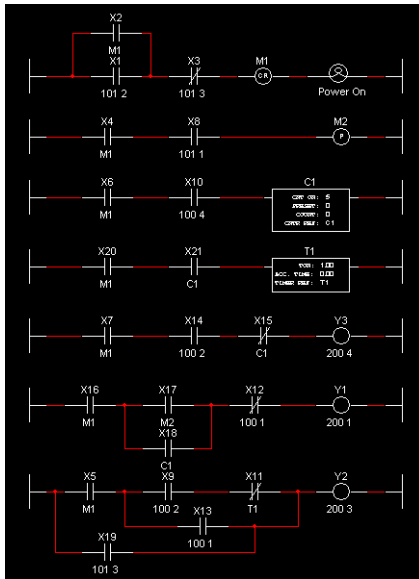 X2
M1
X1 X3 M1
CR
101 2 101 3 Power On
X4 X8 M2
P
M1 101 1
X6 X10 C1
CNT ON: 5
PRESET: 0
COUNT: 0
CNTR REF: C1
M1 100 4
X20 X21 T1
TON: 1.00
ACC. TIME: 0.00
TIMER REF: T1
M1 C1
X7 X14 X15 Y3
M1 100 2 C1 200 4
X16 X17 X12 Y1
M1 M2 100 1 200 1
X18
C1
X5 X9 X11 Y2
M1 100 2 T1 200 3
X13
100 1
X19
101 3